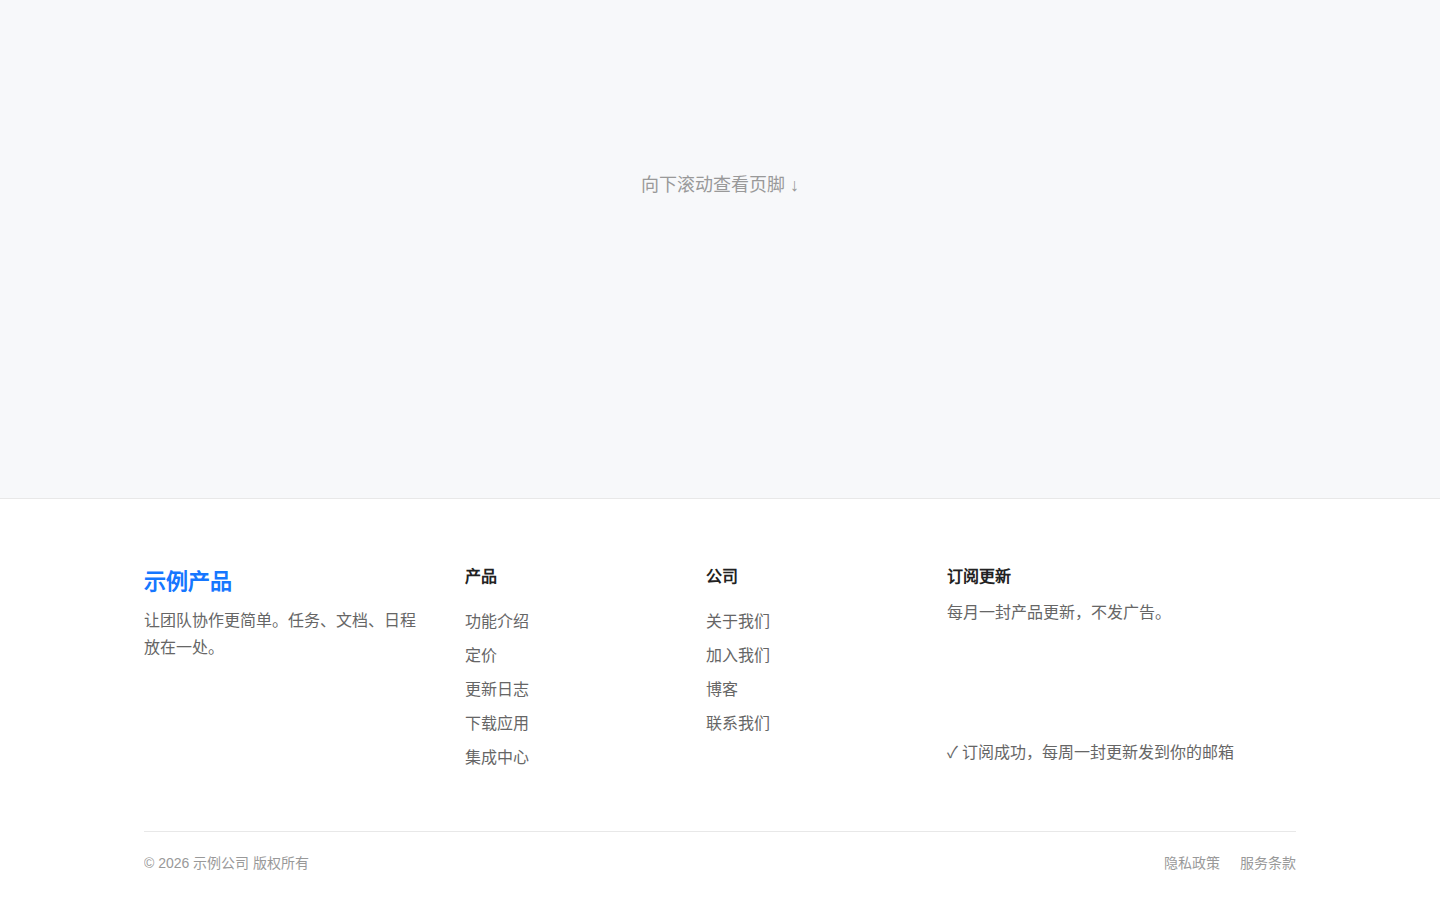 向下滚动查看页脚 ↓
示例产品
让团队协作更简单。任务、文档、日程
放在一处。
产品
功能介绍
定价
更新日志
下载应用
集成中心
公司
关于我们
加入我们
博客
联系我们
订阅更新
每月一封产品更新，不发广告。
✓ 订阅成功，每周一封更新发到你的邮箱
© 2026 示例公司 版权所有
隐私政策 服务条款